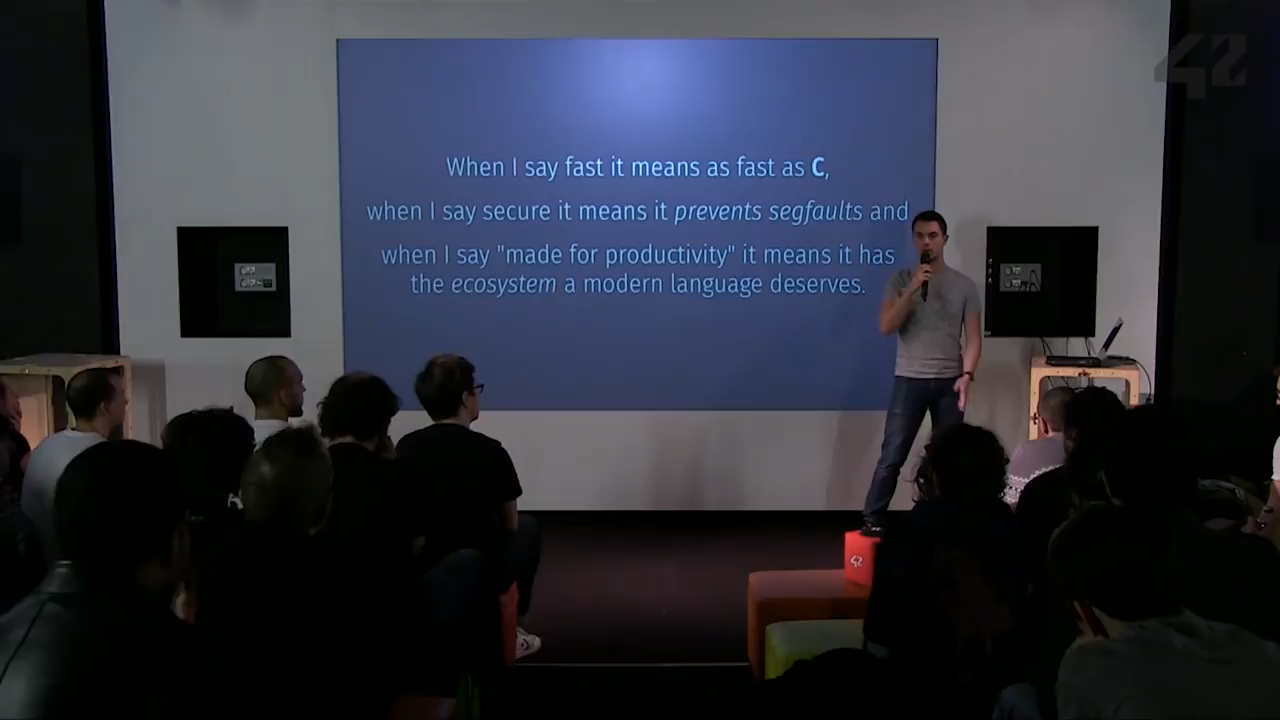 42
When I say fast it means as fast as C,
when I say secure it means it prevents segfaults and
when I say "made for productivity" it means it has
the ecosystem a modern language deserves.
42